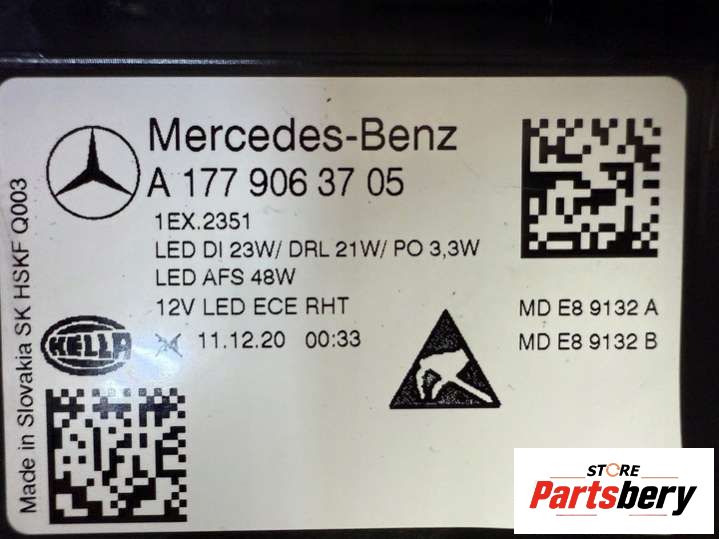 Mercedes-Benz
A 177 906 37 05
1EX.2351
LED DI 23W/ DRL 21W/ PO 3,3W
LED AFS 48W
12V LED ECE RHT
MD E8 9132 A
HELLA
11.12.20 00:33
MD E8 9132 B
Made in Slovakia SK HSKF Q003
STORE
Partsbery